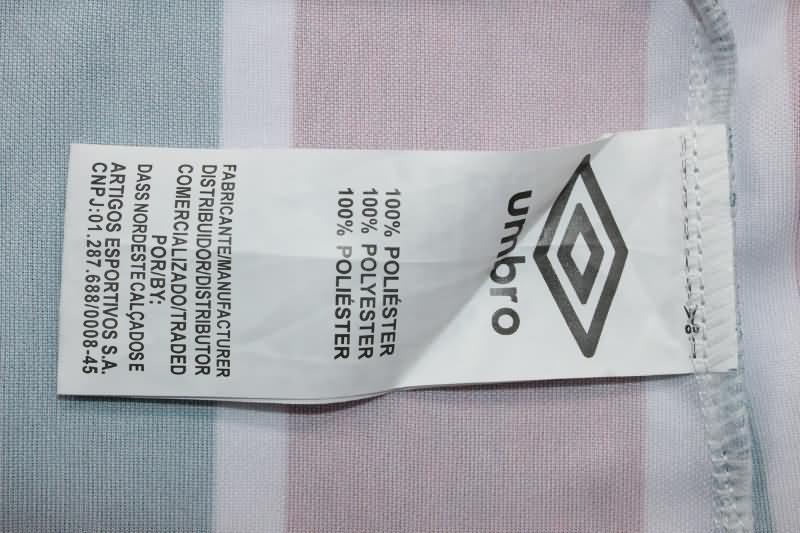 umbro
100% POLIÉSTER
100% POLYESTER
100% POLIÉSTER
FABRICANTE/MANUFACTURER
DISTRIBUIDOR/DISTRIBUTOR
COMERCIALIZADO/TRADED
POR/BY:
DASS NORDESTE CALÇADOS E
ARTIGOS ESPORTIVOS S.A.
CNPJ:01.287.688/0008-45